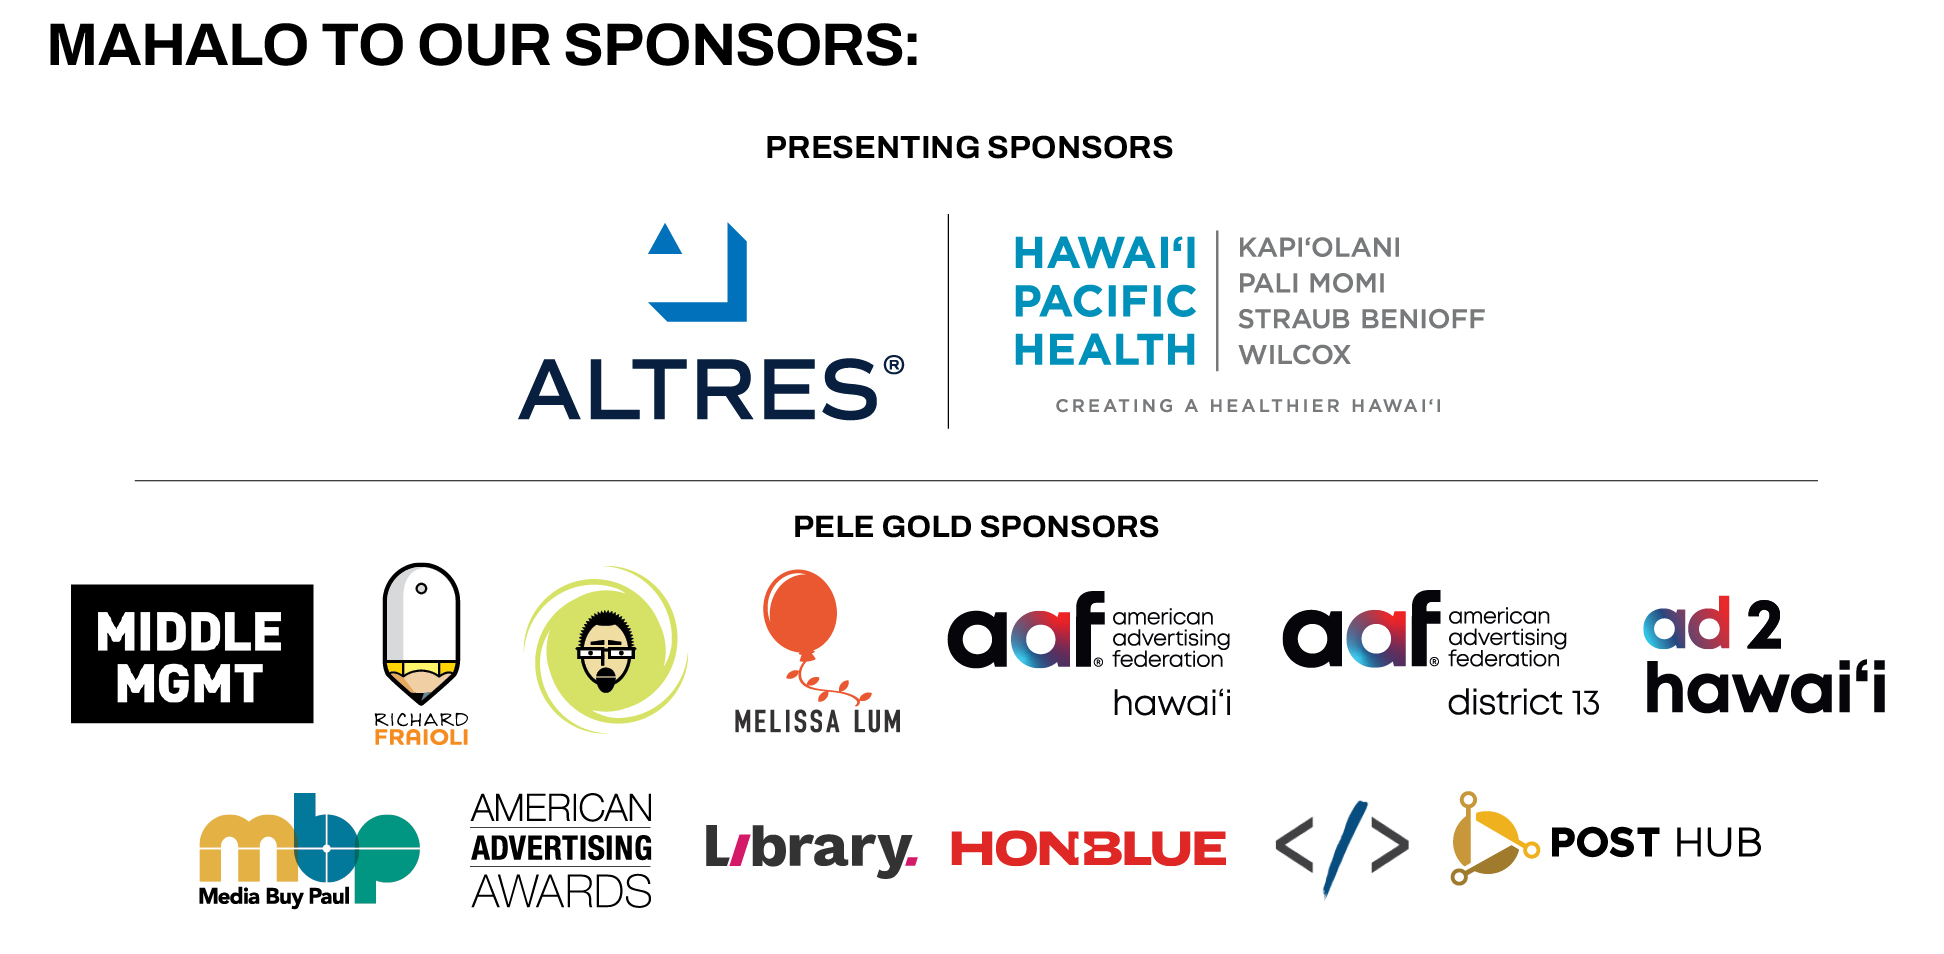 MAHALO TO OUR SPONSORS:
PRESENTING SPONSORS
ALTRES®
HAWAIʻI
PACIFIC
HEALTH
KAPIʻOLANI
PALI MOMI
STRAUB BENIOFF
WILCOX
CREATING A HEALTHIER HAWAIʻI
PELE GOLD SPONSORS
MIDDLE
MGMT
RICHARD
FRAIOLI
MELISSA LUM
aaf®
american
advertising
federation
hawaiʻi
aaf®
american
advertising
federation
district 13
ad 2
hawaiʻi
mbp
Media Buy Paul
AMERICAN
ADVERTISING
AWARDS
Library.
HONBLUE
</>
POST HUB